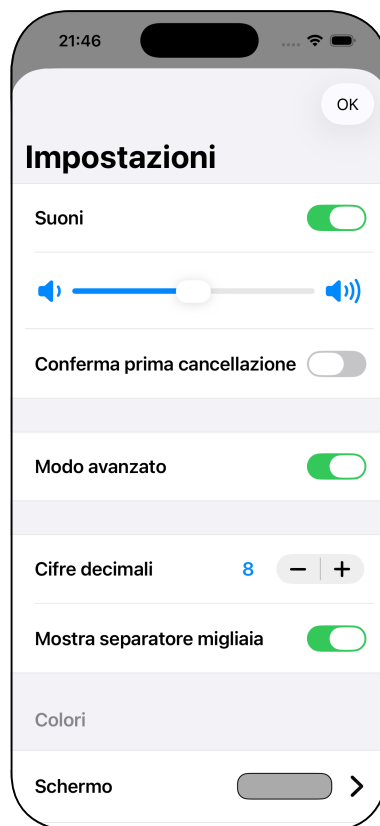 21:46
OK
Impostazioni
Suoni
Conferma prima cancellazione
Modo avanzato
Cifre decimali 8 − +
Mostra separatore migliaia
Colori
Schermo